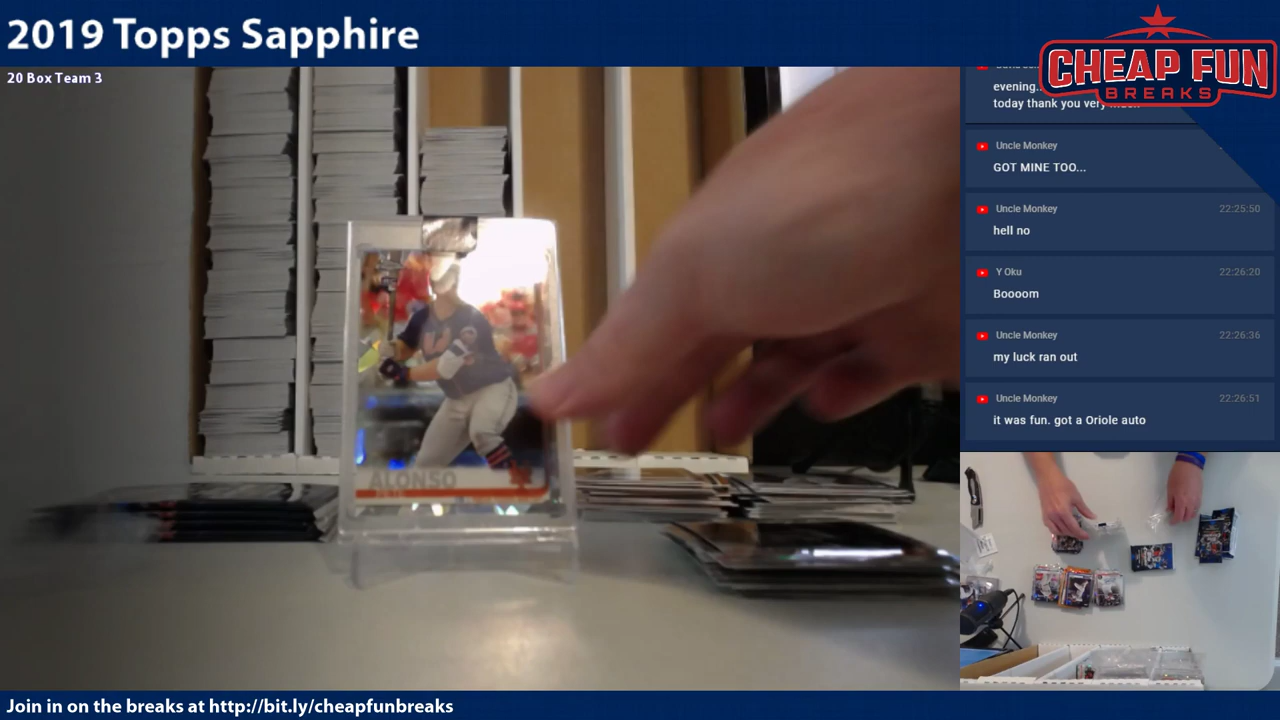 2019 Topps Sapphire
20 Box Team 3
CHEAP FUN
BREAKS
evening.
today thank you very
Uncle Monkey
GOT MINE TOO...
Uncle Monkey 22:25:50
hell no
Y Oku 22:26:20
Boooom
Uncle Monkey 22:26:36
my luck ran out
Uncle Monkey 22:26:51
it was fun. got a Oriole auto
ALONSO
Join in on the breaks at http://bit.ly/cheapfunbreaks